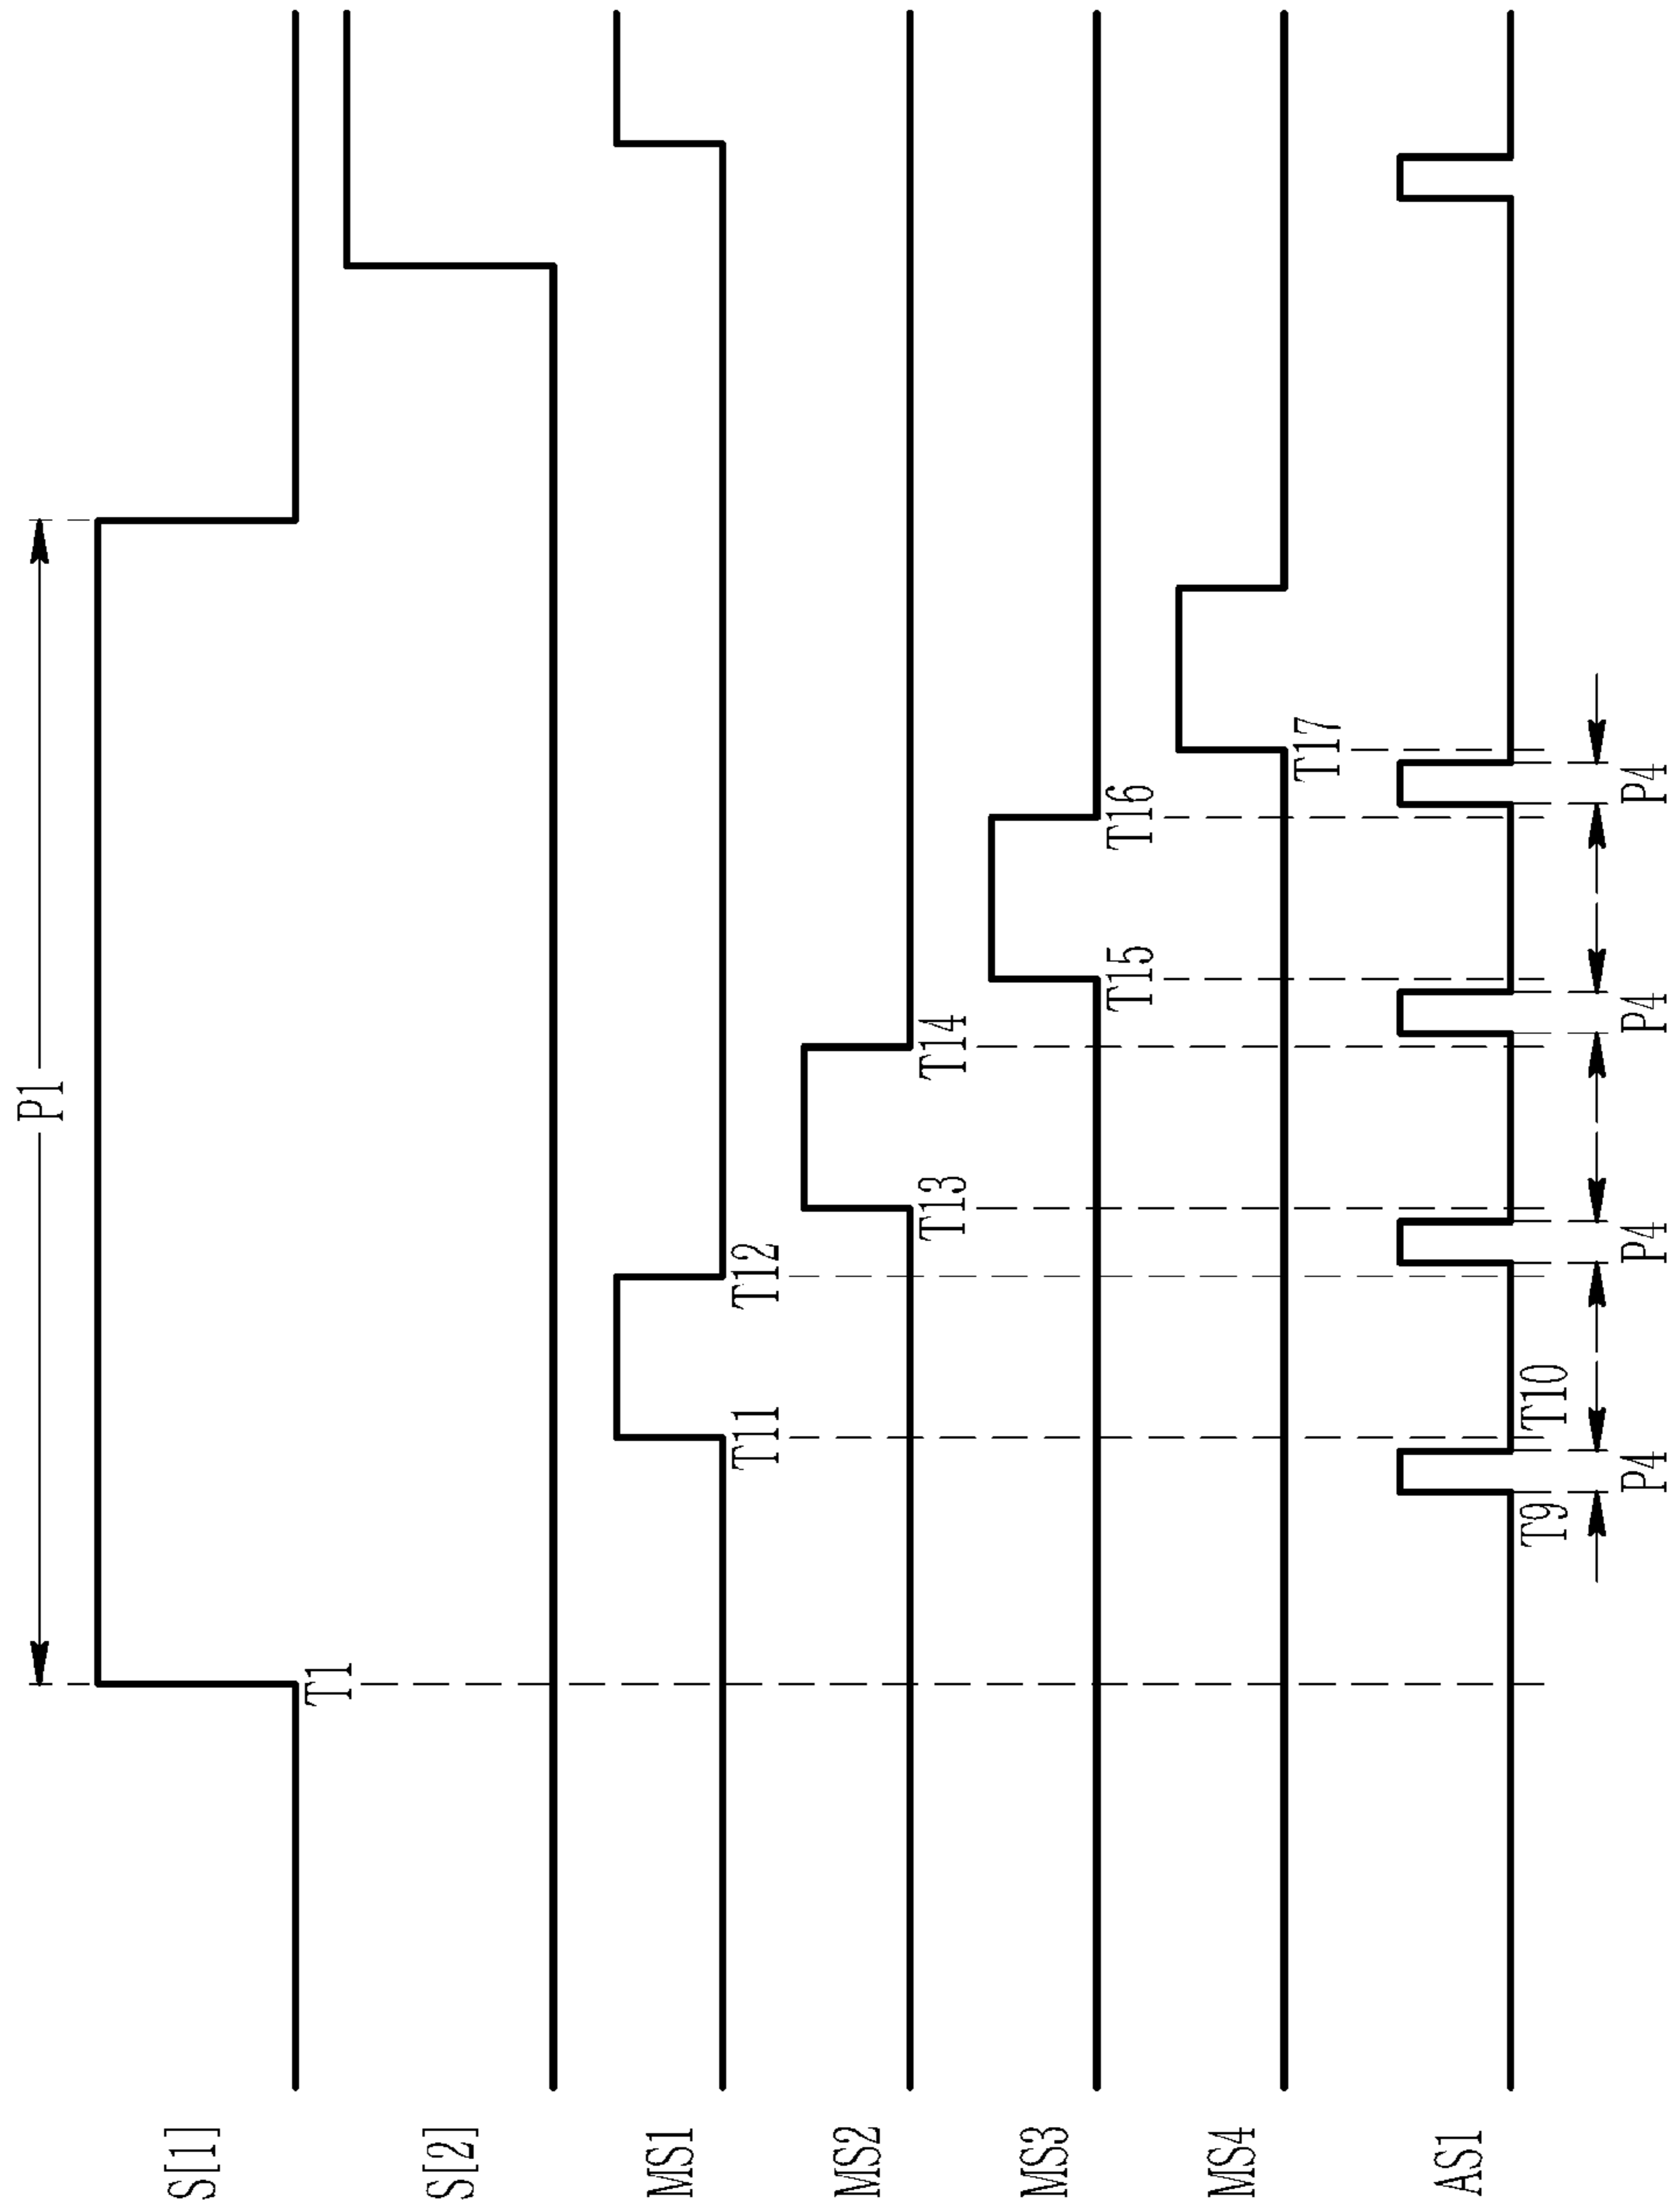 P1
S[1]
T1
S[2]
MS1
T11
T12
MS2
T13
T14
MS3
T15
T16
MS4
T17
AS1
T9
T10
P4
P4
P4
P4